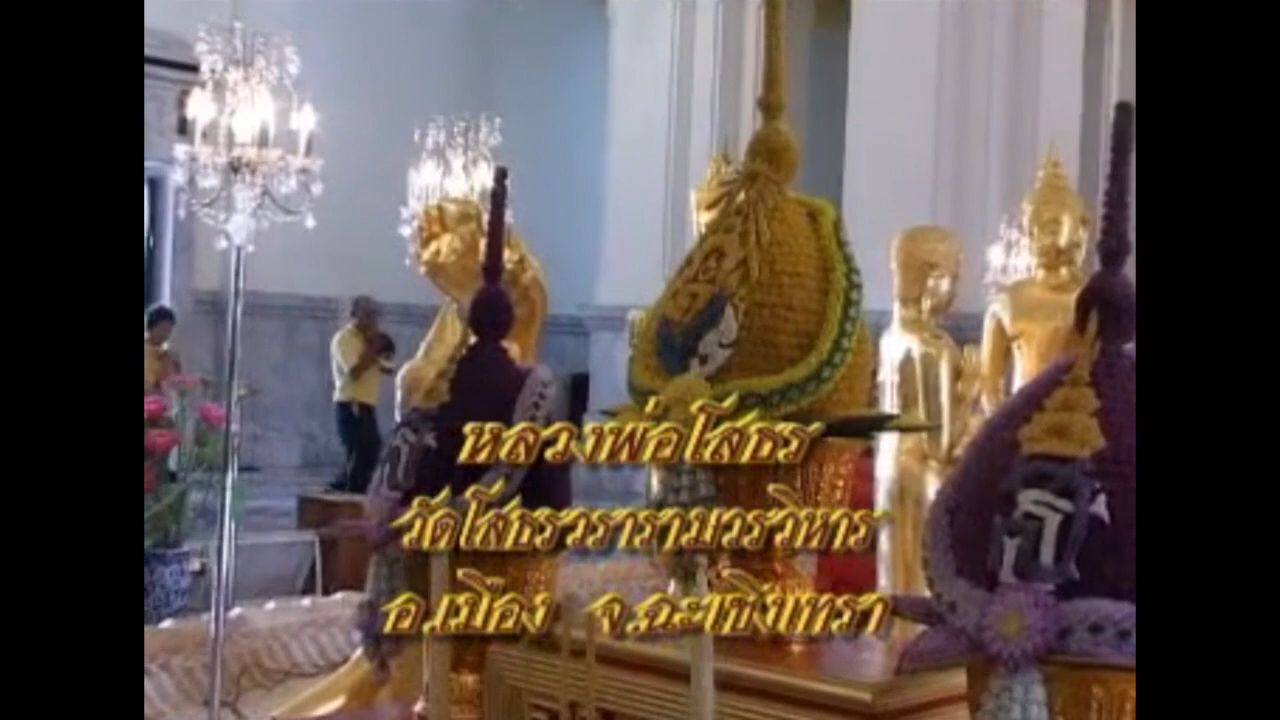 หลวงพ่อโสธร
วัดโสธรวรารามวรวิหาร
อ.เมือง จ.ฉะเชิงเทรา